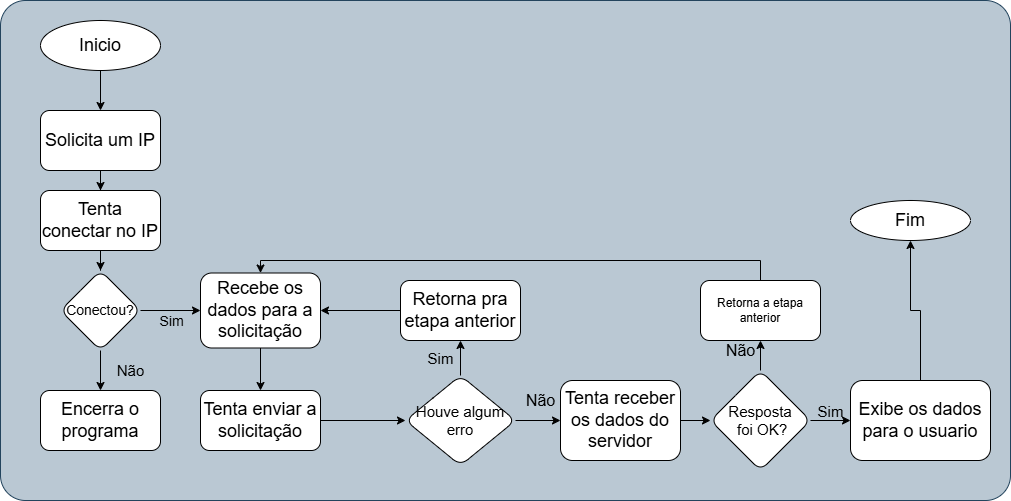 Inicio
Solicita um IP
Tenta
conectar no IP
Conectou?
Sim
Não
Encerra o
programa
Recebe os
dados para a
solicitação
Tenta enviar a
solicitação
Houve algum
erro
Sim
Retorna pra
etapa anterior
Não
Tenta receber
os dados do
servidor
Resposta
foi OK?
Não
Retorna a etapa
anterior
Sim
Exibe os dados
para o usuario
Fim